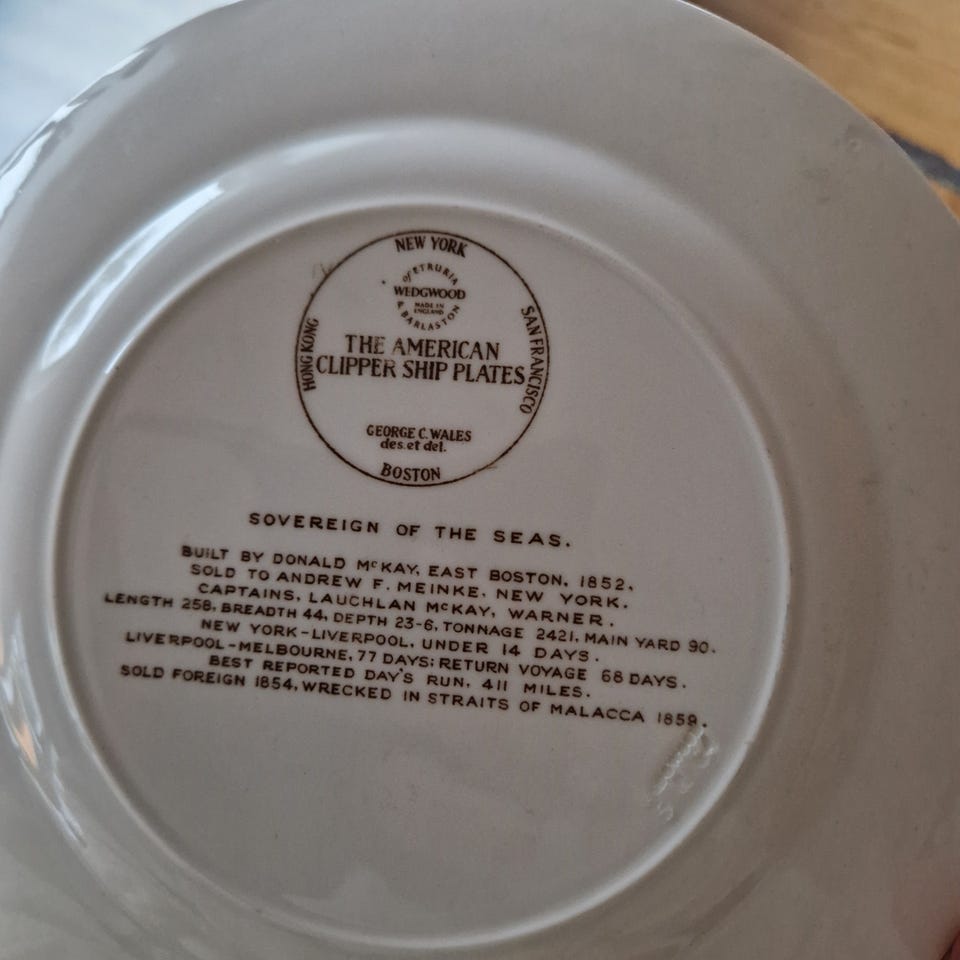 NEW YORK
of ETRURIA
WEDGWOOD
MADE IN
ENGLAND
& BARLASTON
HONG KONG
SAN FRANCISCO
THE AMERICAN
CLIPPER SHIP PLATES
GEORGE C. WALES
des. et del.
BOSTON
SOVEREIGN OF THE SEAS.
BUILT BY DONALD McKAY, EAST BOSTON, 1852.
SOLD TO ANDREW F. MEINKE, NEW YORK.
CAPTAINS, LAUCHLAN McKAY, WARNER.
LENGTH 258, BREADTH 44, DEPTH 23-6, TONNAGE 2421, MAIN YARD 90.
NEW YORK-LIVERPOOL, UNDER 14 DAYS.
LIVERPOOL-MELBOURNE, 77 DAYS; RETURN VOYAGE 68 DAYS.
BEST REPORTED DAY'S RUN, 411 MILES.
SOLD FOREIGN 1854, WRECKED IN STRAITS OF MALACCA 1859.